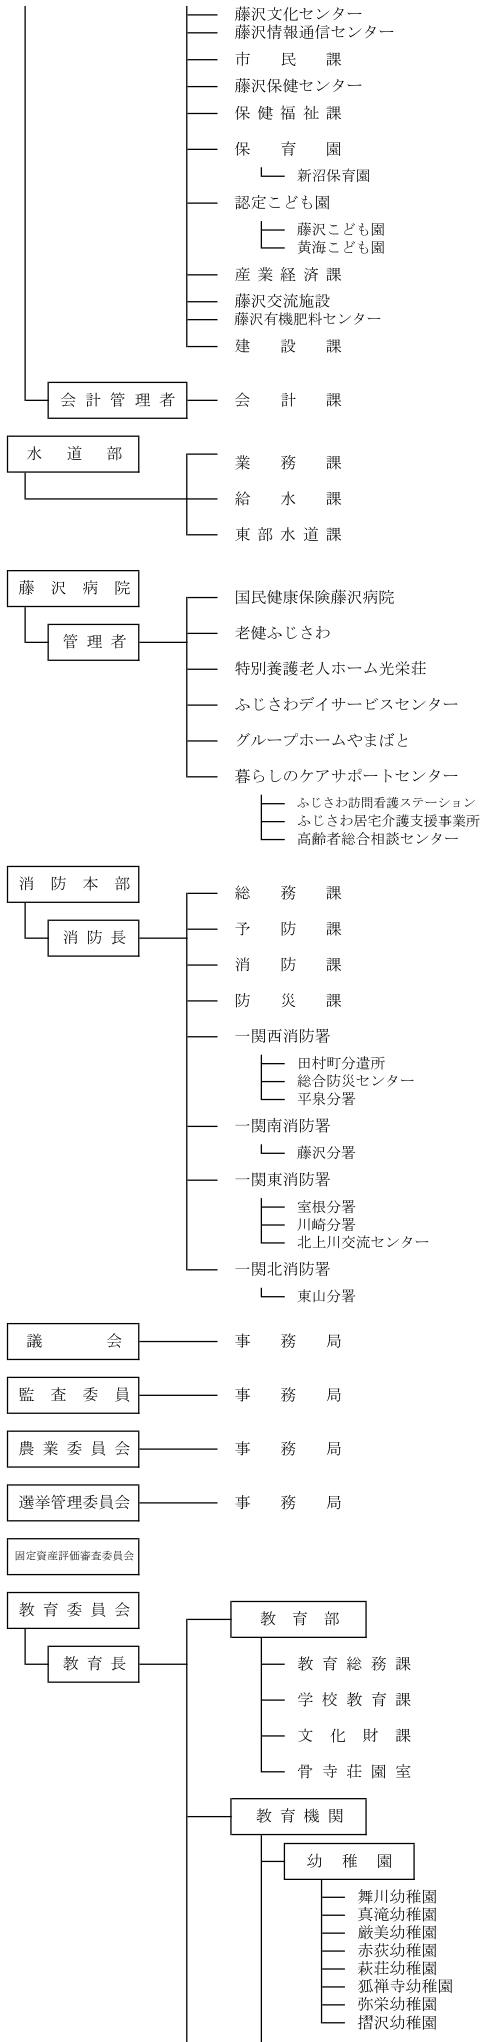 藤沢文化センター
藤沢情報通信センター
市民課
藤沢保健センター
保健福祉課
保育園
新沼保育園
認定こども園
藤沢こども園
黄海こども園
産業経済課
藤沢交流施設
藤沢有機肥料センター
建設課
会計管理者 会計課
水道部
業務課
給水課
東部水道課
藤沢病院
管理者
国民健康保険藤沢病院
老健ふじさわ
特別養護老人ホーム光栄荘
ふじさわデイサービスセンター
グループホームやまばと
暮らしのケアサポートセンター
ふじさわ訪問看護ステーション
ふじさわ居宅介護支援事業所
高齢者総合相談センター
消防本部
消防長
総務課
予防課
消防課
防災課
一関西消防署
田村町分遣所
総合防災センター
平泉分署
一関南消防署
藤沢分署
一関東消防署
室根分署
川崎分署
北上川交流センター
一関北消防署
東山分署
議会 事務局
監査委員 事務局
農業委員会 事務局
選挙管理委員会 事務局
固定資産評価審査委員会
教育委員会
教育長
教育部
教育総務課
学校教育課
文化財課
骨寺荘園室
教育機関
幼稚園
舞川幼稚園
真滝幼稚園
厳美幼稚園
赤荻幼稚園
萩荘幼稚園
狐禅寺幼稚園
弥栄幼稚園
摺沢幼稚園